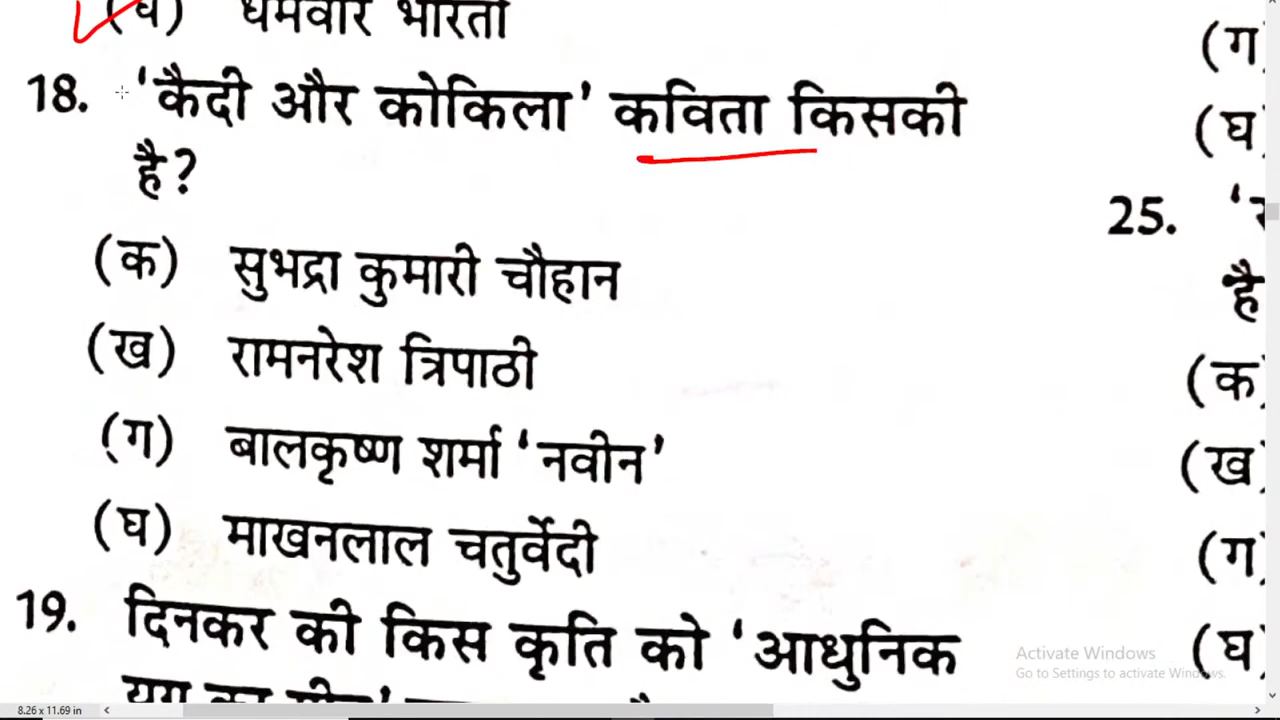 (घ) धर्मवीर भारती
18. 'कैदी और कोकिला' कविता किसकी
है?
(क) सुभद्रा कुमारी चौहान
(ख) रामनरेश त्रिपाठी
(ग) बालकृष्ण शर्मा 'नवीन'
(घ) माखनलाल चतुर्वेदी
19. दिनकर की किस कृति को 'आधुनिक
(ग
(घ)
25.
है
(क)
(ख)
(ग)
(घ)
Activate Windows
Go to Settings to activate Windows.
8.26 x 11.69 in